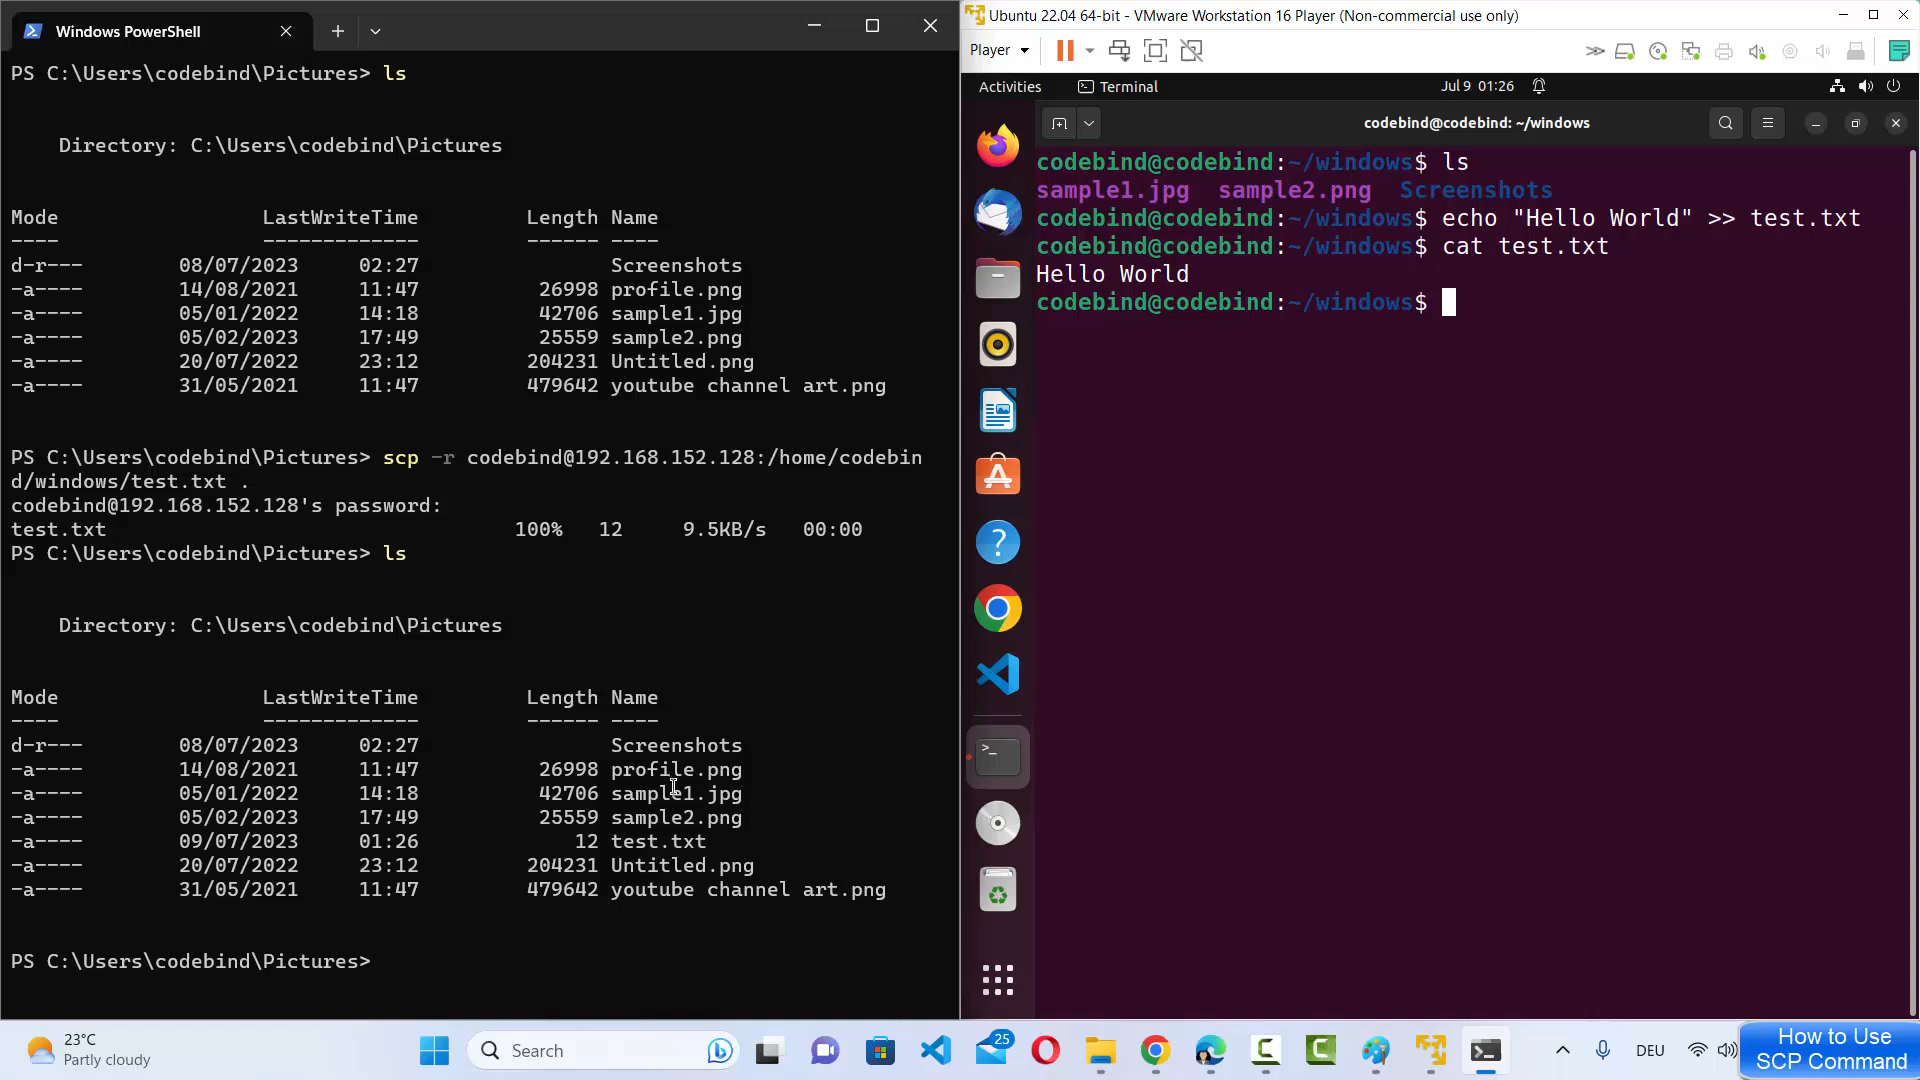 Windows PowerShell
PS C:\Users\codebind\Pictures> ls
Directory: C:\Users\codebind\Pictures
Mode LastWriteTime Length Name
---- ------------- ------ ----
d-r--- 08/07/2023 02:27 Screenshots
-a---- 14/08/2021 11:47 26998 profile.png
-a---- 05/01/2022 14:18 42706 sample1.jpg
-a---- 05/02/2023 17:49 25559 sample2.png
-a---- 20/07/2022 23:12 204231 Untitled.png
-a---- 31/05/2021 11:47 479642 youtube channel art.png
PS C:\Users\codebind\Pictures> scp -r codebind@192.168.152.128:/home/codebin
d/windows/test.txt .
codebind@192.168.152.128's password:
test.txt 100% 12 9.5KB/s 00:00
PS C:\Users\codebind\Pictures> ls
Directory: C:\Users\codebind\Pictures
Mode LastWriteTime Length Name
---- ------------- ------ ----
d-r--- 08/07/2023 02:27 Screenshots
-a---- 14/08/2021 11:47 26998 profile.png
-a---- 05/01/2022 14:18 42706 sample1.jpg
-a---- 05/02/2023 17:49 25559 sample2.png
-a---- 09/07/2023 01:26 12 test.txt
-a---- 20/07/2022 23:12 204231 Untitled.png
-a---- 31/05/2021 11:47 479642 youtube channel art.png
PS C:\Users\codebind\Pictures>
Ubuntu 22.04 64-bit - VMware Workstation 16 Player (Non-commercial use only)
Player
Activities Terminal Jul 9 01:26
codebind@codebind: ~/windows
codebind@codebind:~/windows$ ls
sample1.jpg sample2.png Screenshots
codebind@codebind:~/windows$ echo "Hello World" >> test.txt
codebind@codebind:~/windows$ cat test.txt
Hello World
codebind@codebind:~/windows$
23°C
Partly cloudy
Search
25
DEU
How to Use
SCP Command